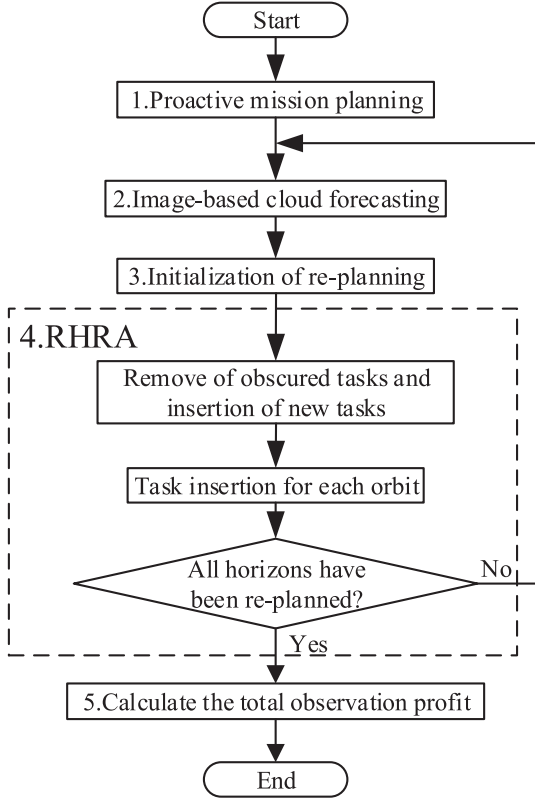 Start
1.Proactive mission planning
2.Image-based cloud forecasting
3.Initialization of re-planning
4.RHRA
Remove of obscured tasks and
insertion of new tasks
Task insertion for each orbit
All horizons have
been re-planned?
No
Yes
5.Calculate the total observation profit
End